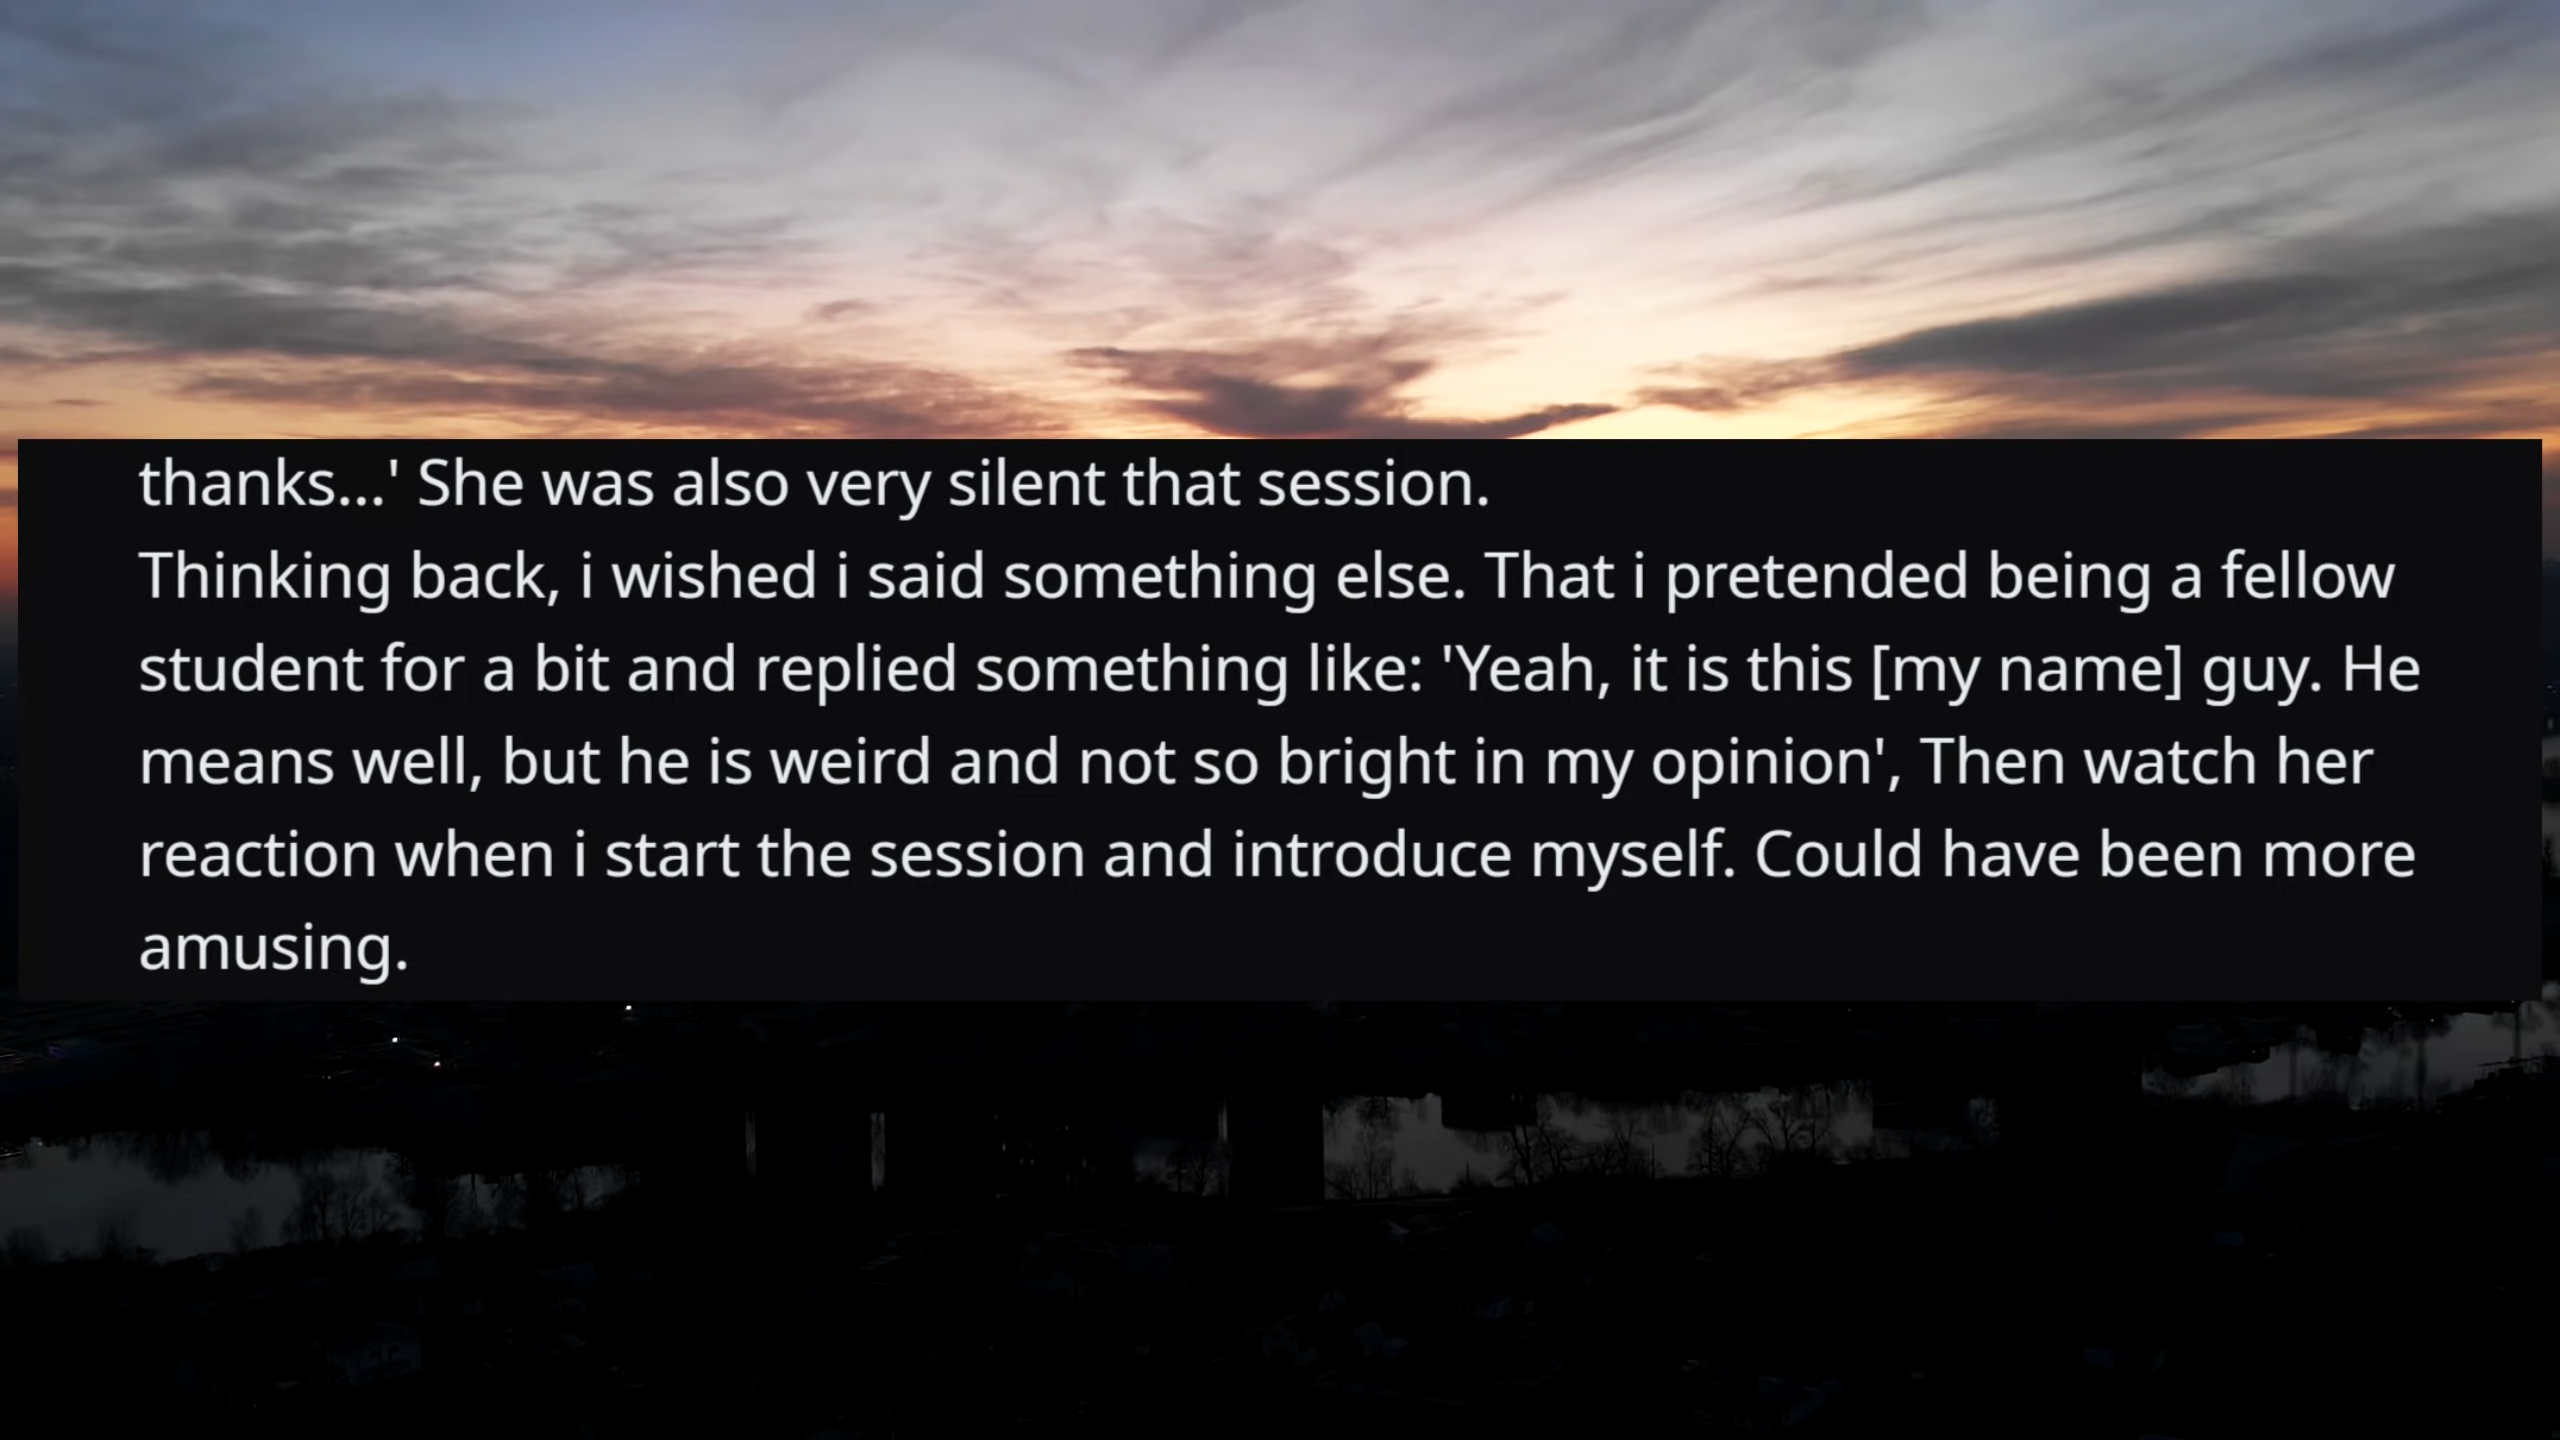 thanks...' She was also very silent that session.
Thinking back, i wished i said something else. That i pretended being a fellow
student for a bit and replied something like: 'Yeah, it is this [my name] guy. He
means well, but he is weird and not so bright in my opinion', Then watch her
reaction when i start the session and introduce myself. Could have been more
amusing.